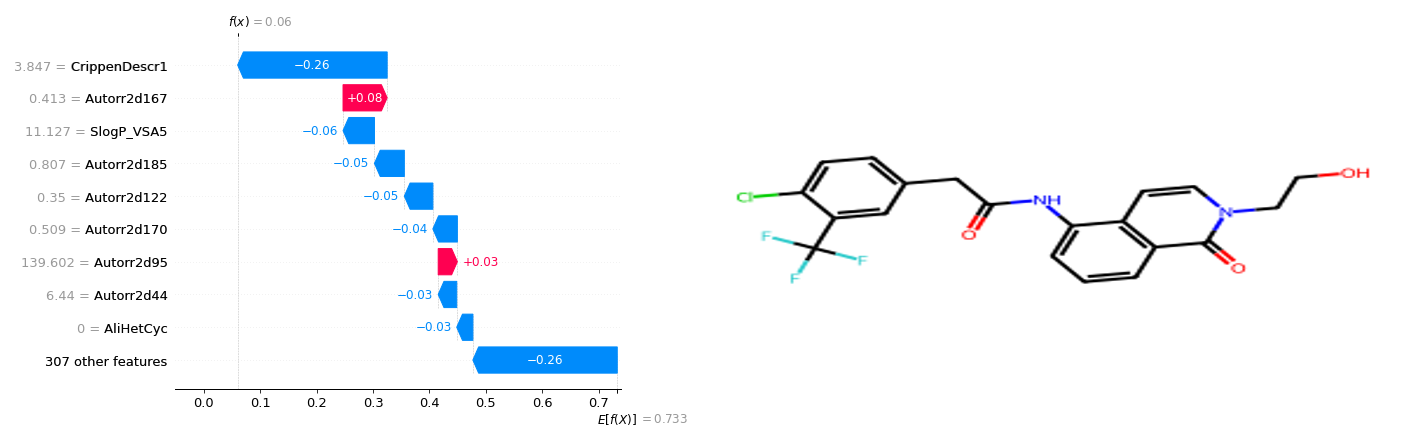 f(x) = 0.06
3.847 = CrippenDescr1
−0.26
0.413 = Autorr2d167
+0.08
11.127 = SlogP_VSA5
−0.06
0.807 = Autorr2d185
−0.05
0.35 = Autorr2d122
−0.05
0.509 = Autorr2d170
−0.04
139.602 = Autorr2d95
+0.03
6.44 = Autorr2d44
−0.03
0 = AliHetCyc
−0.03
307 other features
−0.26
0.0 0.1 0.2 0.3 0.4 0.5 0.6 0.7
E[f(X)] = 0.733
Cl
F
F
F
O
NH
N
O
OH